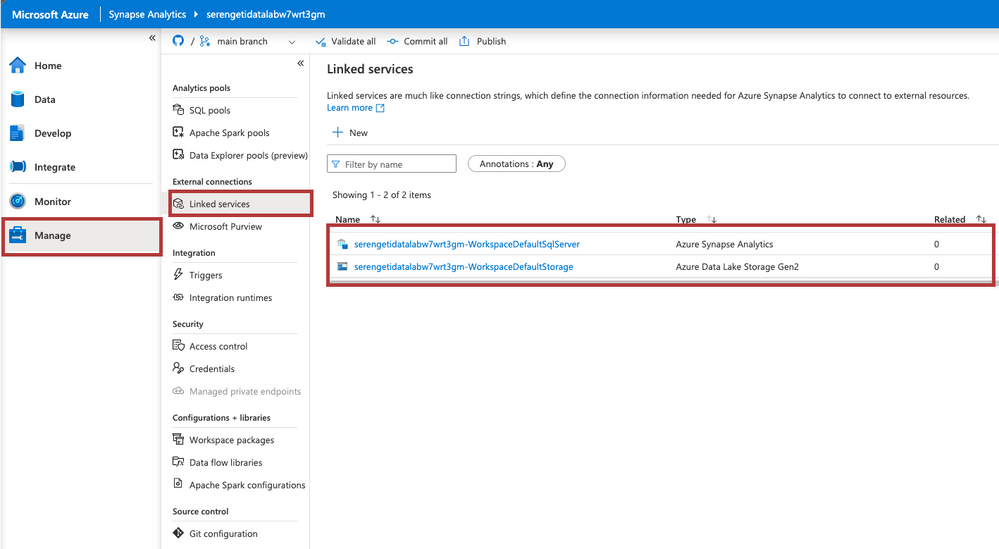 Microsoft Azure Synapse Analytics serengetidatalabw7wrt3gm
Home
Data
Develop
Integrate
Monitor
Manage
/ main branch Validate all Commit all Publish
Analytics pools
SQL pools
Apache Spark pools
Data Explorer pools (preview)
External connections
Linked services
Microsoft Purview
Integration
Triggers
Integration runtimes
Security
Access control
Credentials
Managed private endpoints
Configurations + libraries
Workspace packages
Data flow libraries
Apache Spark configurations
Source control
Git configuration
Linked services
Linked services are much like connection strings, which define the connection information needed for Azure Synapse Analytics to connect to external resources.
Learn more
New
Filter by name Annotations : Any
Showing 1 - 2 of 2 items
Name Type Related
serengetidatalabw7wrt3gm-WorkspaceDefaultSqlServer Azure Synapse Analytics 0
serengetidatalabw7wrt3gm-WorkspaceDefaultStorage Azure Data Lake Storage Gen2 0